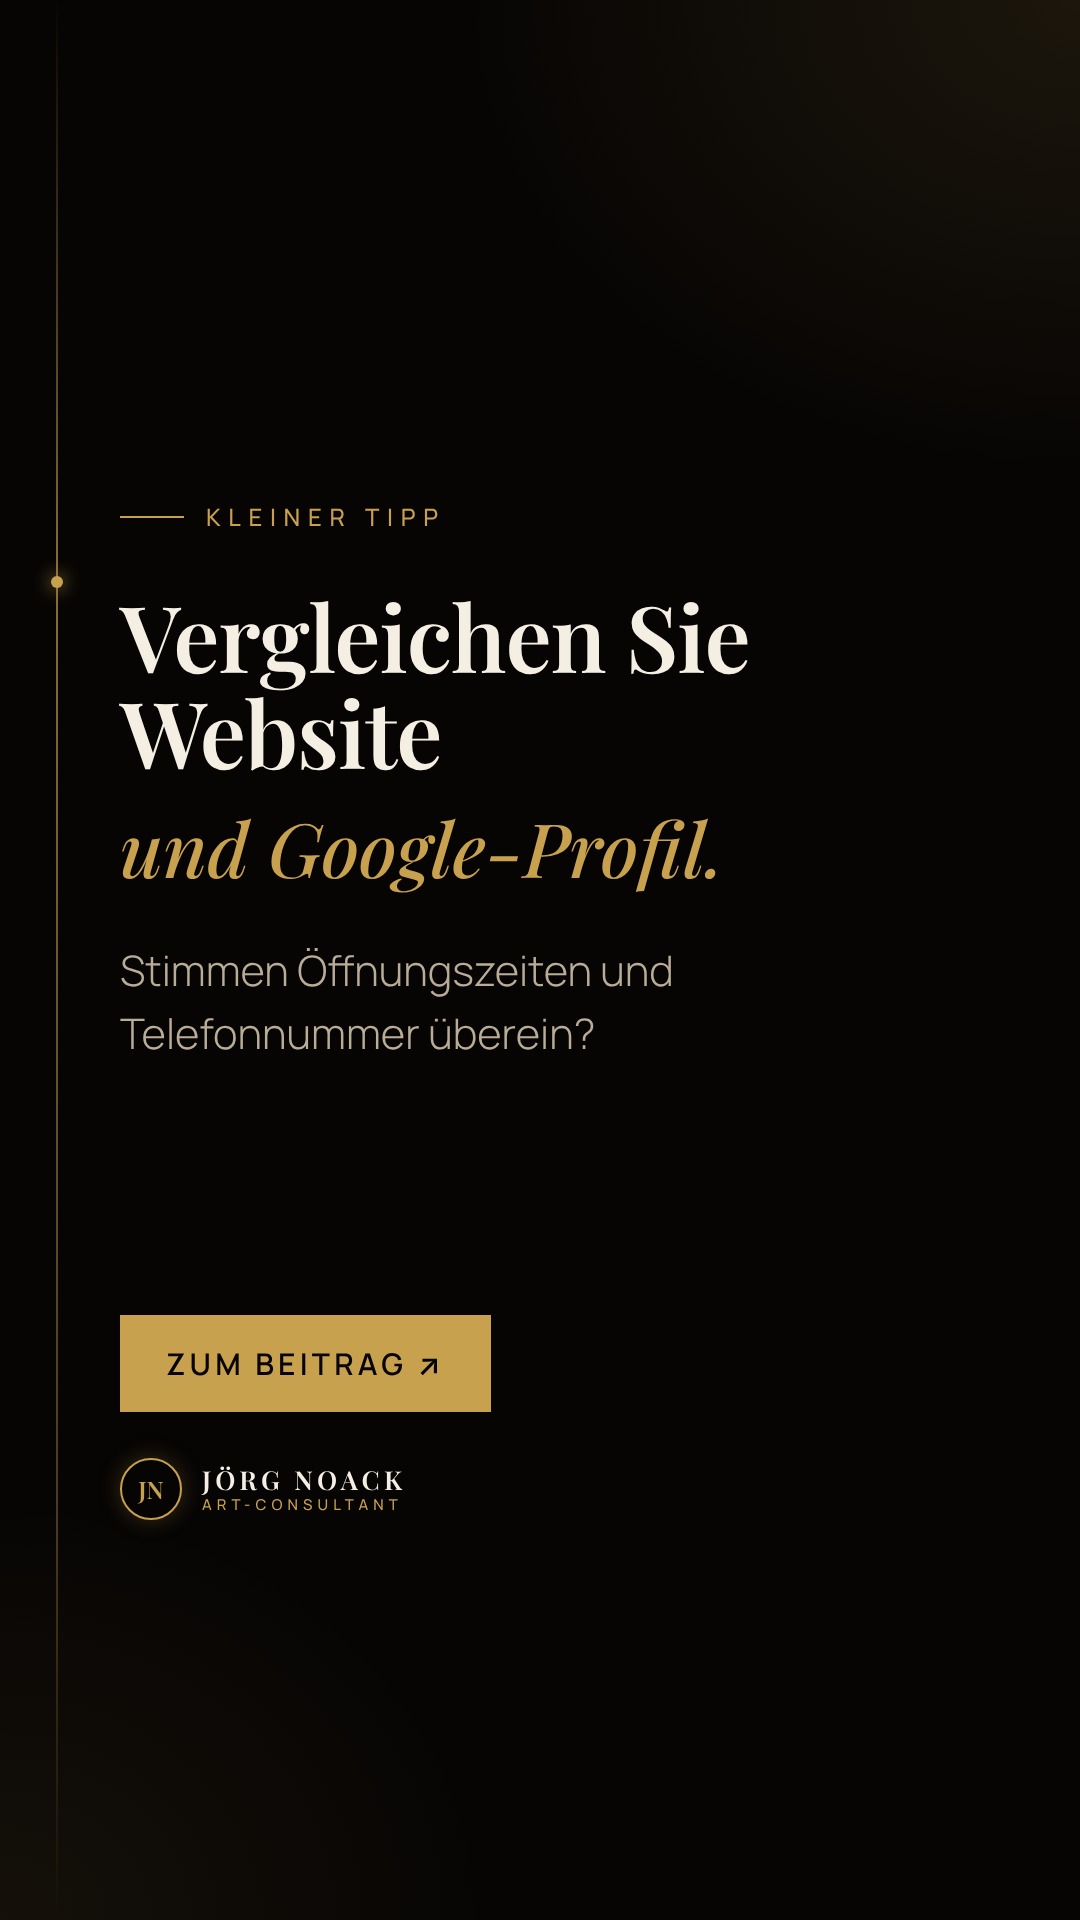 KLEINER TIPP
Vergleichen Sie
Website
und Google-Profil.
Stimmen Öffnungszeiten und
Telefonnummer überein?
ZUM BEITRAG ↗
JN
JÖRG NOACK
ART-CONSULTANT